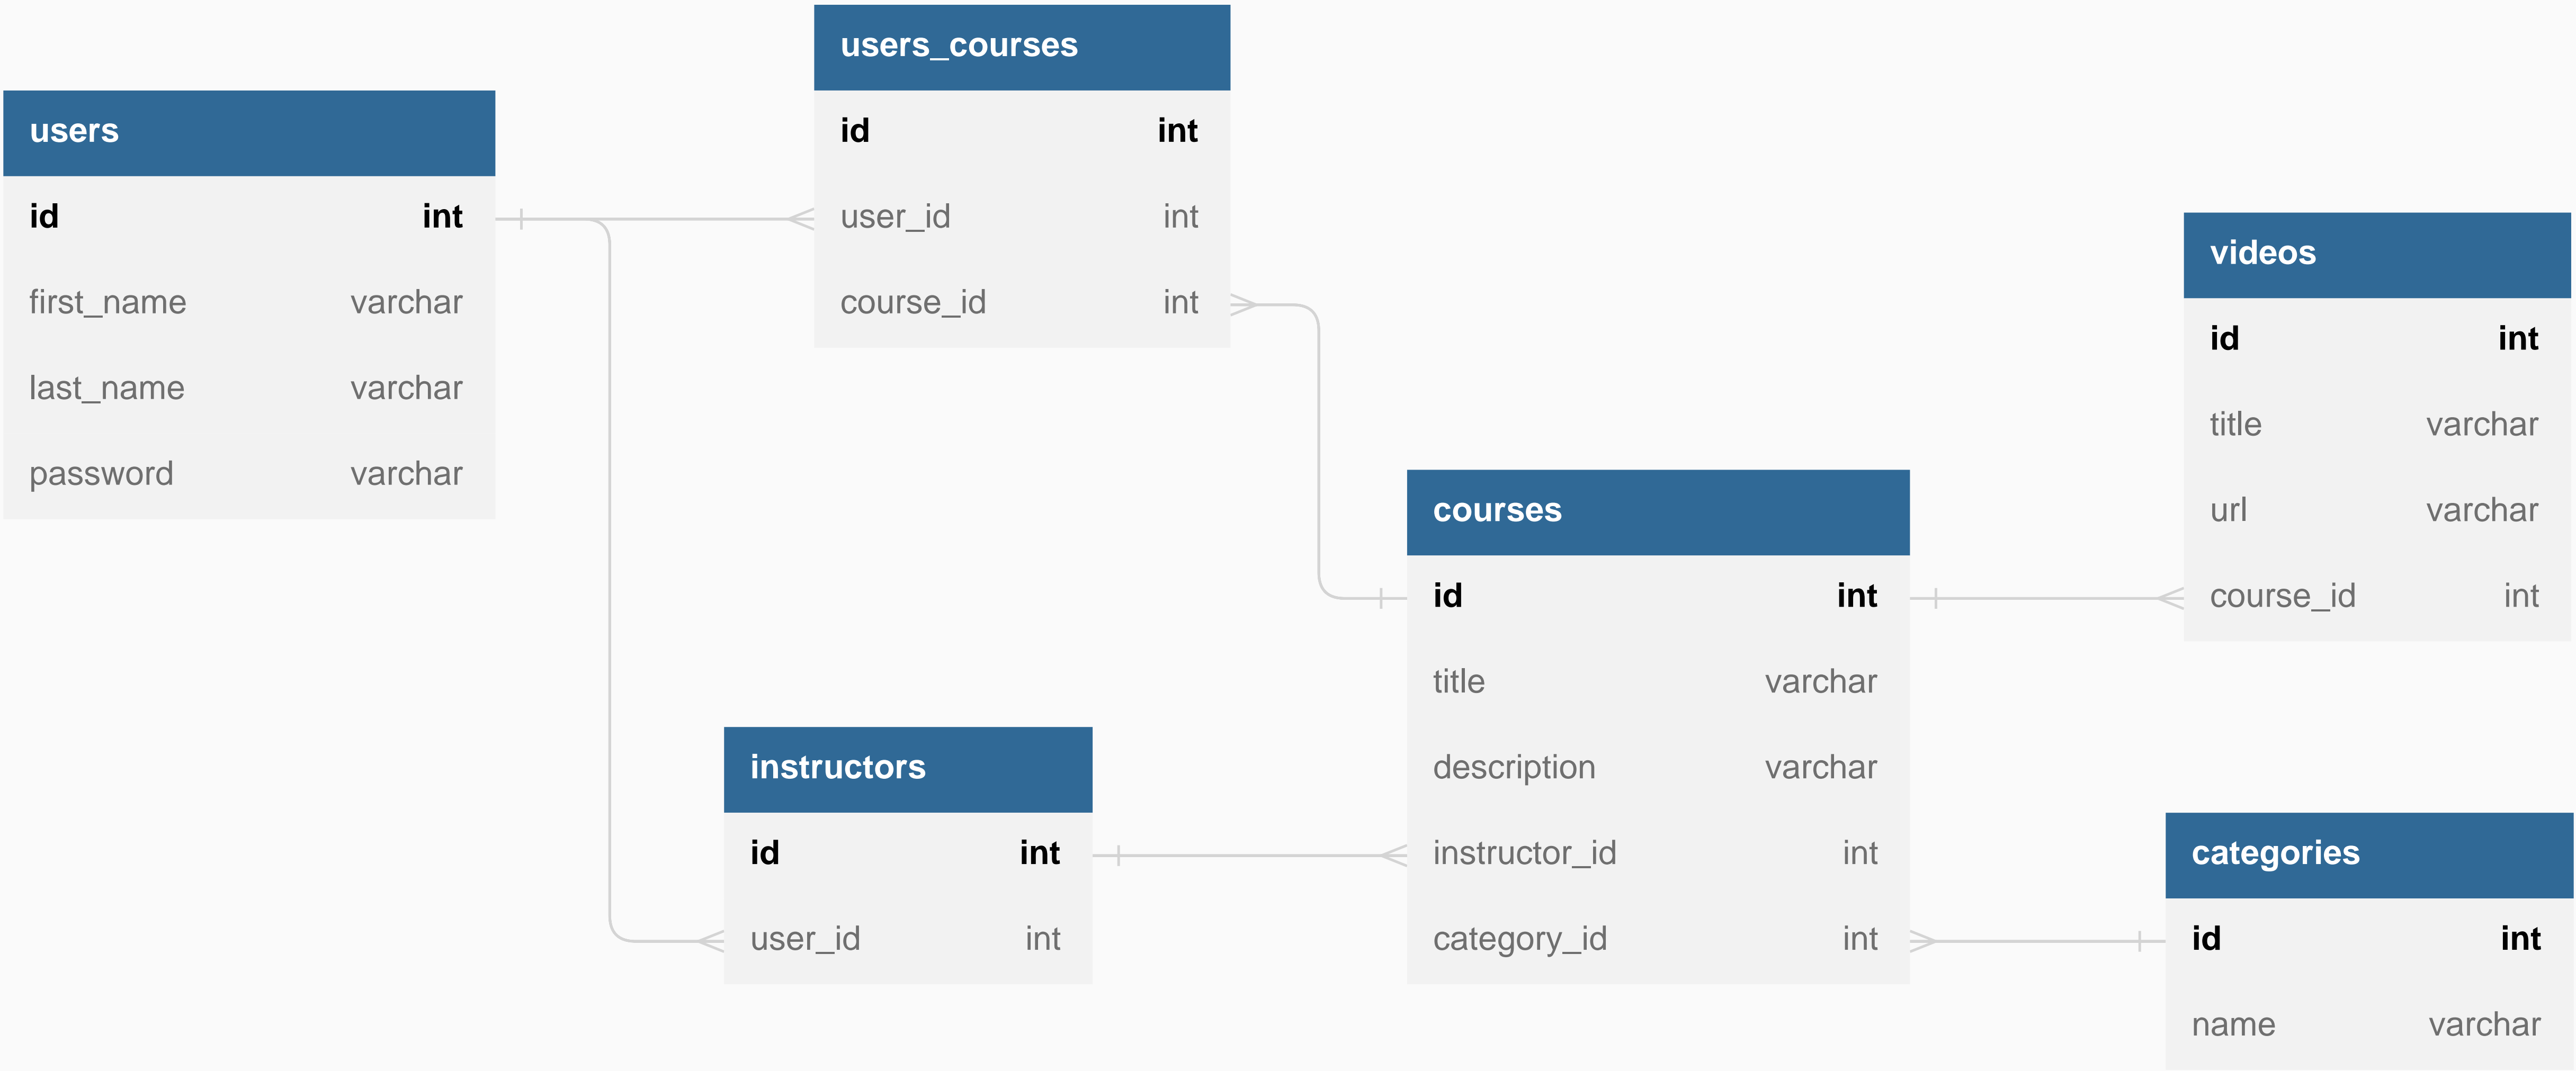 users
id int
first_name varchar
last_name varchar
password varchar
users_courses
id int
user_id int
course_id int
instructors
id int
user_id int
courses
id int
title varchar
description varchar
instructor_id int
category_id int
videos
id int
title varchar
url varchar
course_id int
categories
id int
name varchar